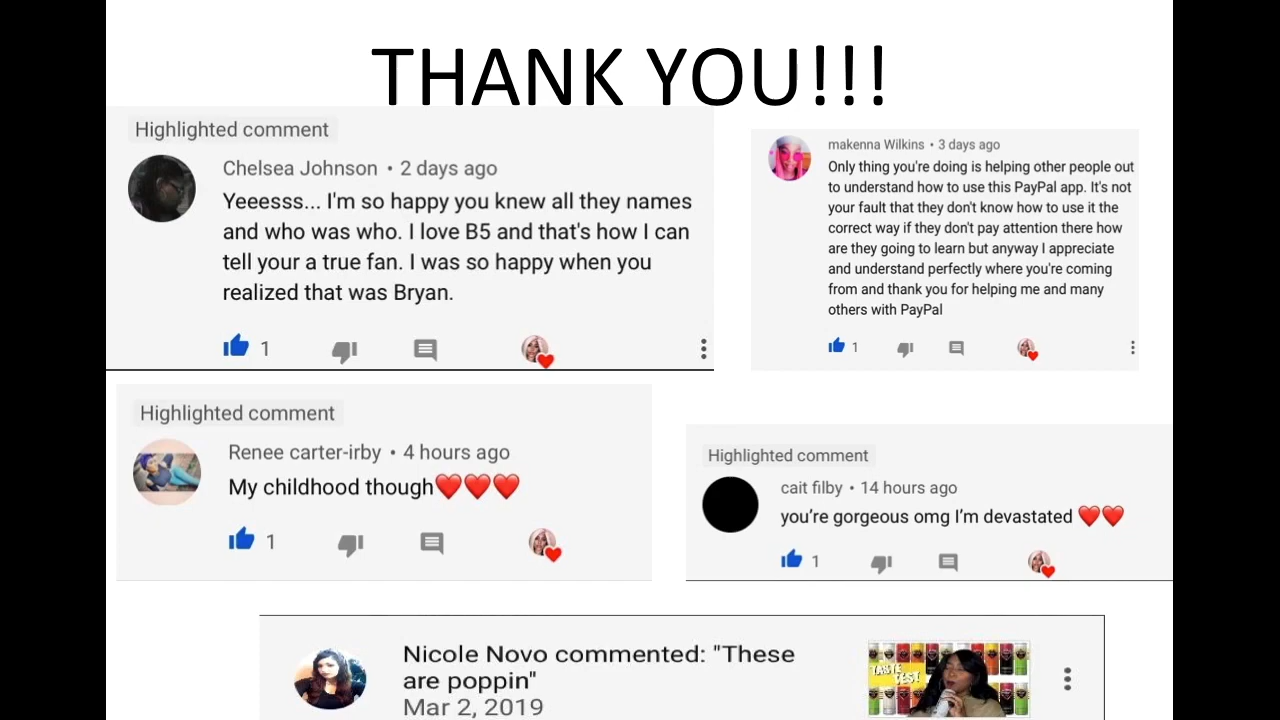 THANK YOU!!!
Highlighted comment
Chelsea Johnson • 2 days ago
Yeeesss... I'm so happy you knew all they names
and who was who. I love B5 and that's how I can
tell your a true fan. I was so happy when you
realized that was Bryan.
1
makenna Wilkins • 3 days ago
Only thing you're doing is helping other people out
to understand how to use this PayPal app. It's not
your fault that they don't know how to use it the
correct way if they don't pay attention there how
are they going to learn but anyway I appreciate
and understand perfectly where you're coming
from and thank you for helping me and many
others with PayPal
1
Highlighted comment
Renee carter-irby • 4 hours ago
My childhood though❤️❤️❤️
1
Highlighted comment
cait filby • 14 hours ago
you’re gorgeous omg I’m devastated ❤️❤️
1
Nicole Novo commented: "These
are poppin"
Mar 2, 2019
TASTE
TEST